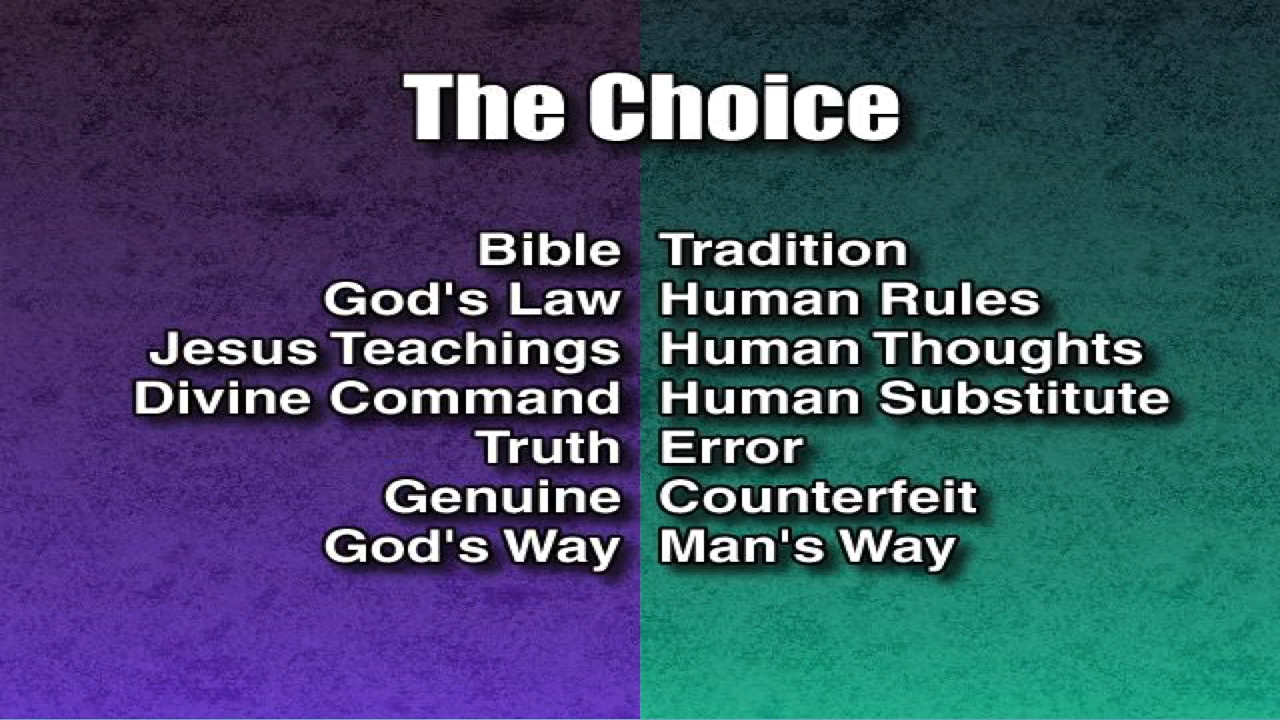 The Choice
Bible Tradition
God's Law Human Rules
Jesus Teachings Human Thoughts
Divine Command Human Substitute
Truth Error
Genuine Counterfeit
God's Way Man's Way